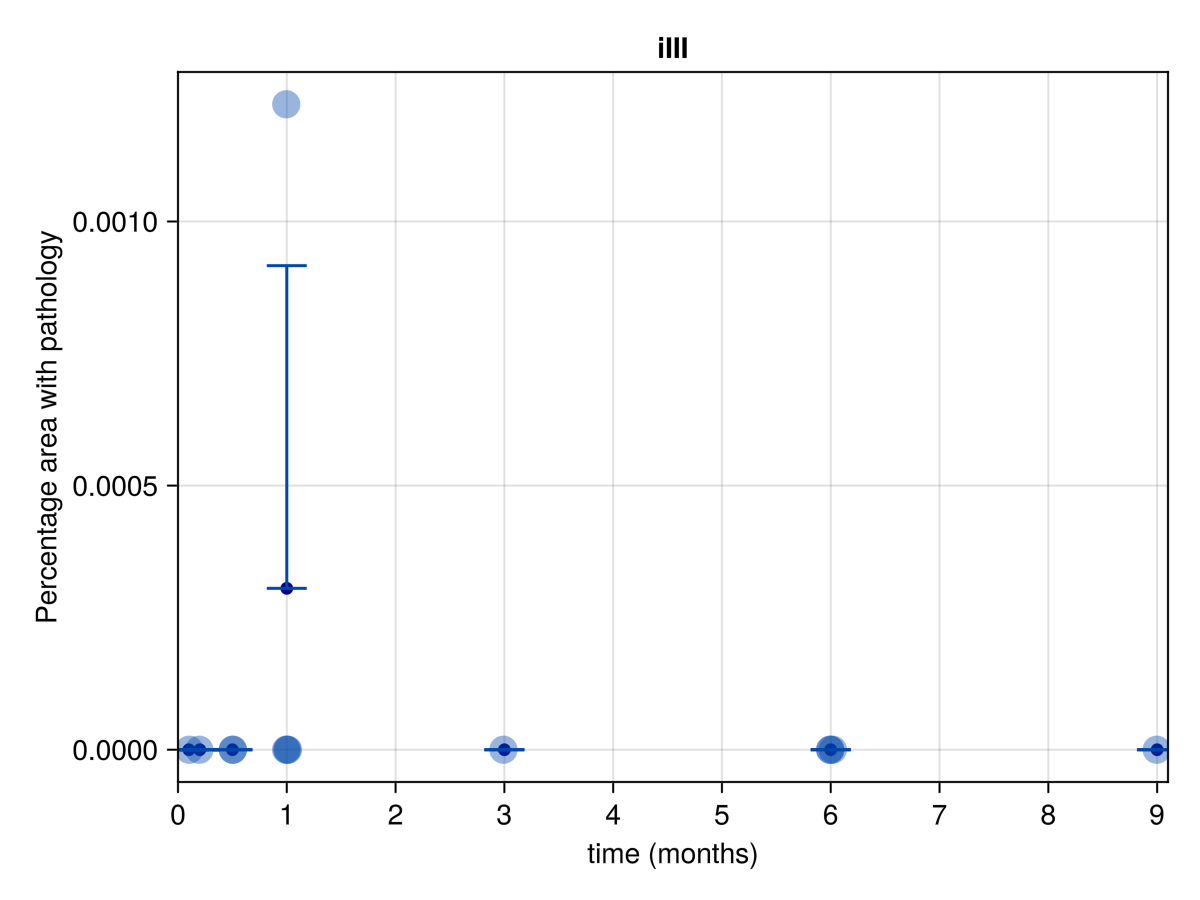 iIII
Percentage area with pathology
0.0010
0.0005
0.0000
0 1 2 3 4 5 6 7 8 9
time (months)